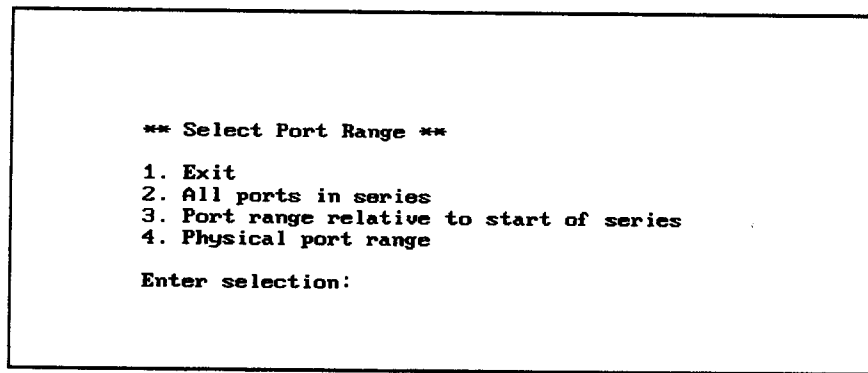 ** Select Port Range **
1. Exit
2. All ports in series
3. Port range relative to start of series
4. Physical port range
Enter selection: